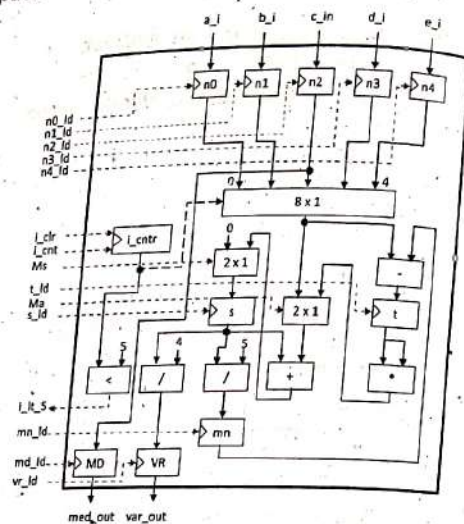 a_i b_i c_in d_i e_i
n0 n1 n2 n3 n4
n0_ld
n1_ld
n2_ld
n3_ld
n4_ld
0 4
8 x 1
i_clr
i_cnt
i_cntr
0
Ms
2 x 1
-
t_ld
Ma
s_ld
s
2 x 1
t
5 4 5
< / / + *
i_lt_5
mn_ld
mn
md_ld
MD VR
vr_ld
med_out var_out